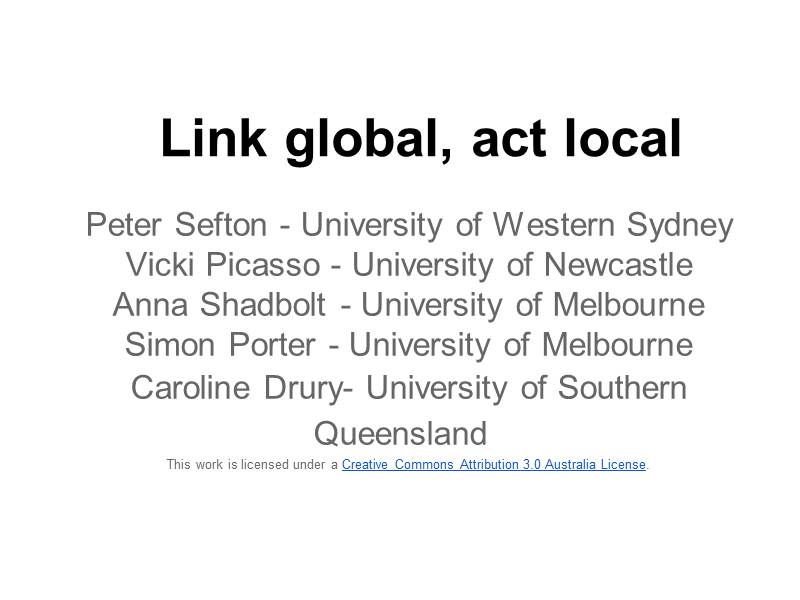 Link global, act local
Peter Sefton - University of Western Sydney
Vicki Picasso - University of Newcastle
Anna Shadbolt - University of Melbourne
Simon Porter - University of Melbourne
Caroline Drury- University of Southern
Queensland
This work is licensed under a Creative Commons Attribution 3.0 Australia License.